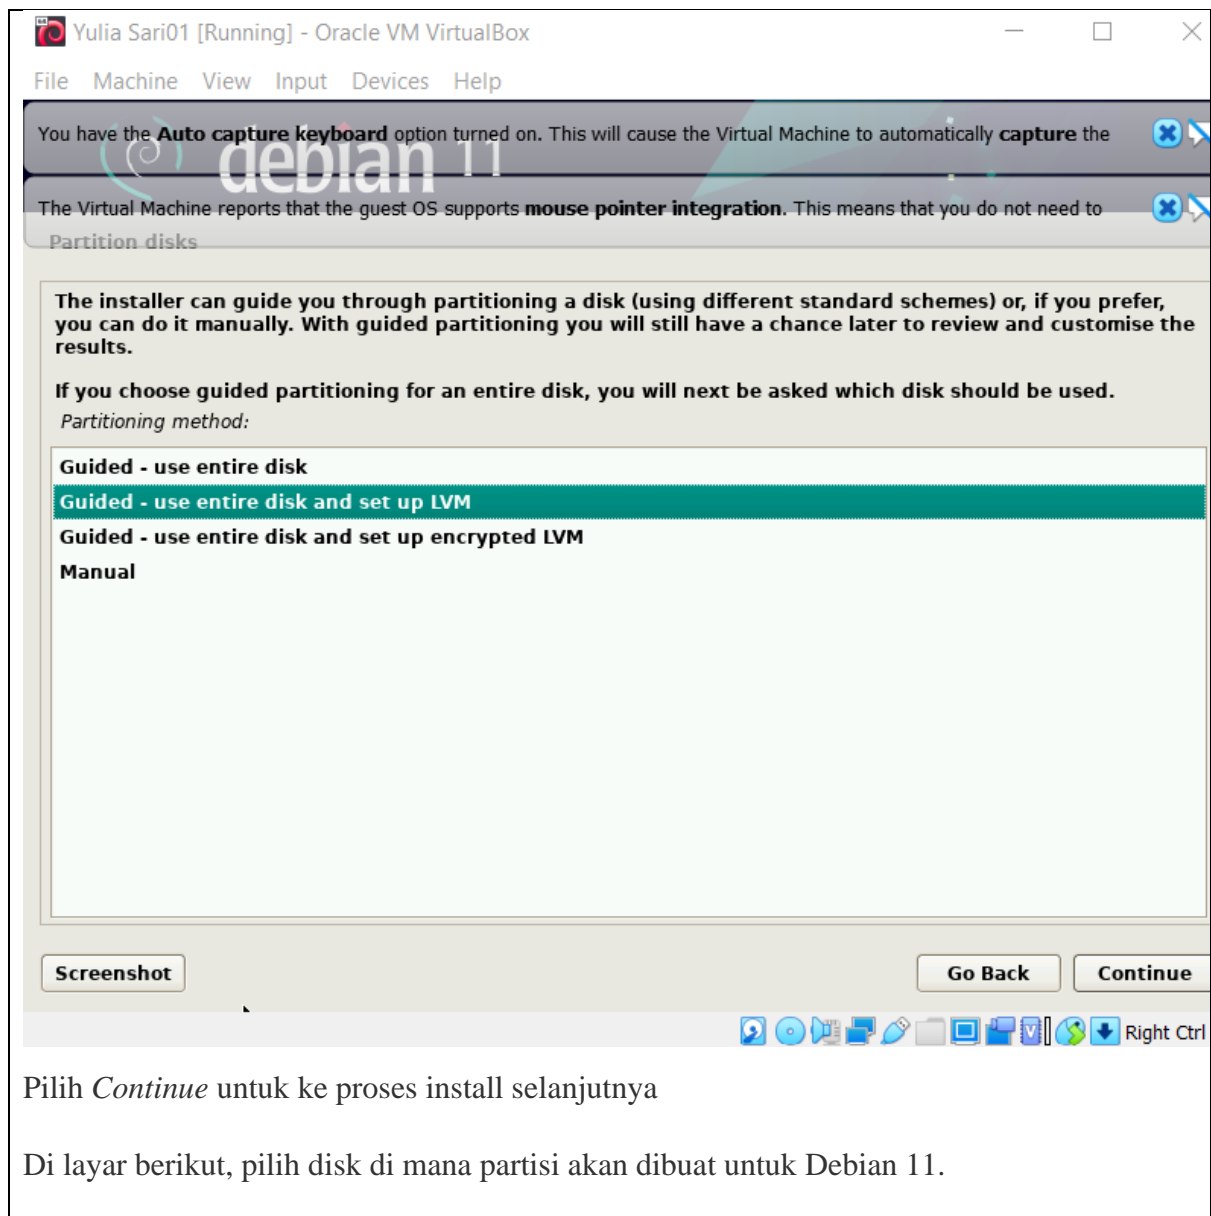 Yulia Sari01 [Running] - Oracle VM VirtualBox
File Machine View Input Devices Help
You have the Auto capture keyboard option turned on. This will cause the Virtual Machine to automatically capture the
debian 11
The Virtual Machine reports that the guest OS supports mouse pointer integration. This means that you do not need to
Partition disks
The installer can guide you through partitioning a disk (using different standard schemes) or, if you prefer,
you can do it manually. With guided partitioning you will still have a chance later to review and customise the
results.
If you choose guided partitioning for an entire disk, you will next be asked which disk should be used.
Partitioning method:
Guided - use entire disk
Guided - use entire disk and set up LVM
Guided - use entire disk and set up encrypted LVM
Manual
Screenshot Go Back Continue
Right Ctrl
Pilih Continue untuk ke proses install selanjutnya
Di layar berikut, pilih disk di mana partisi akan dibuat untuk Debian 11.